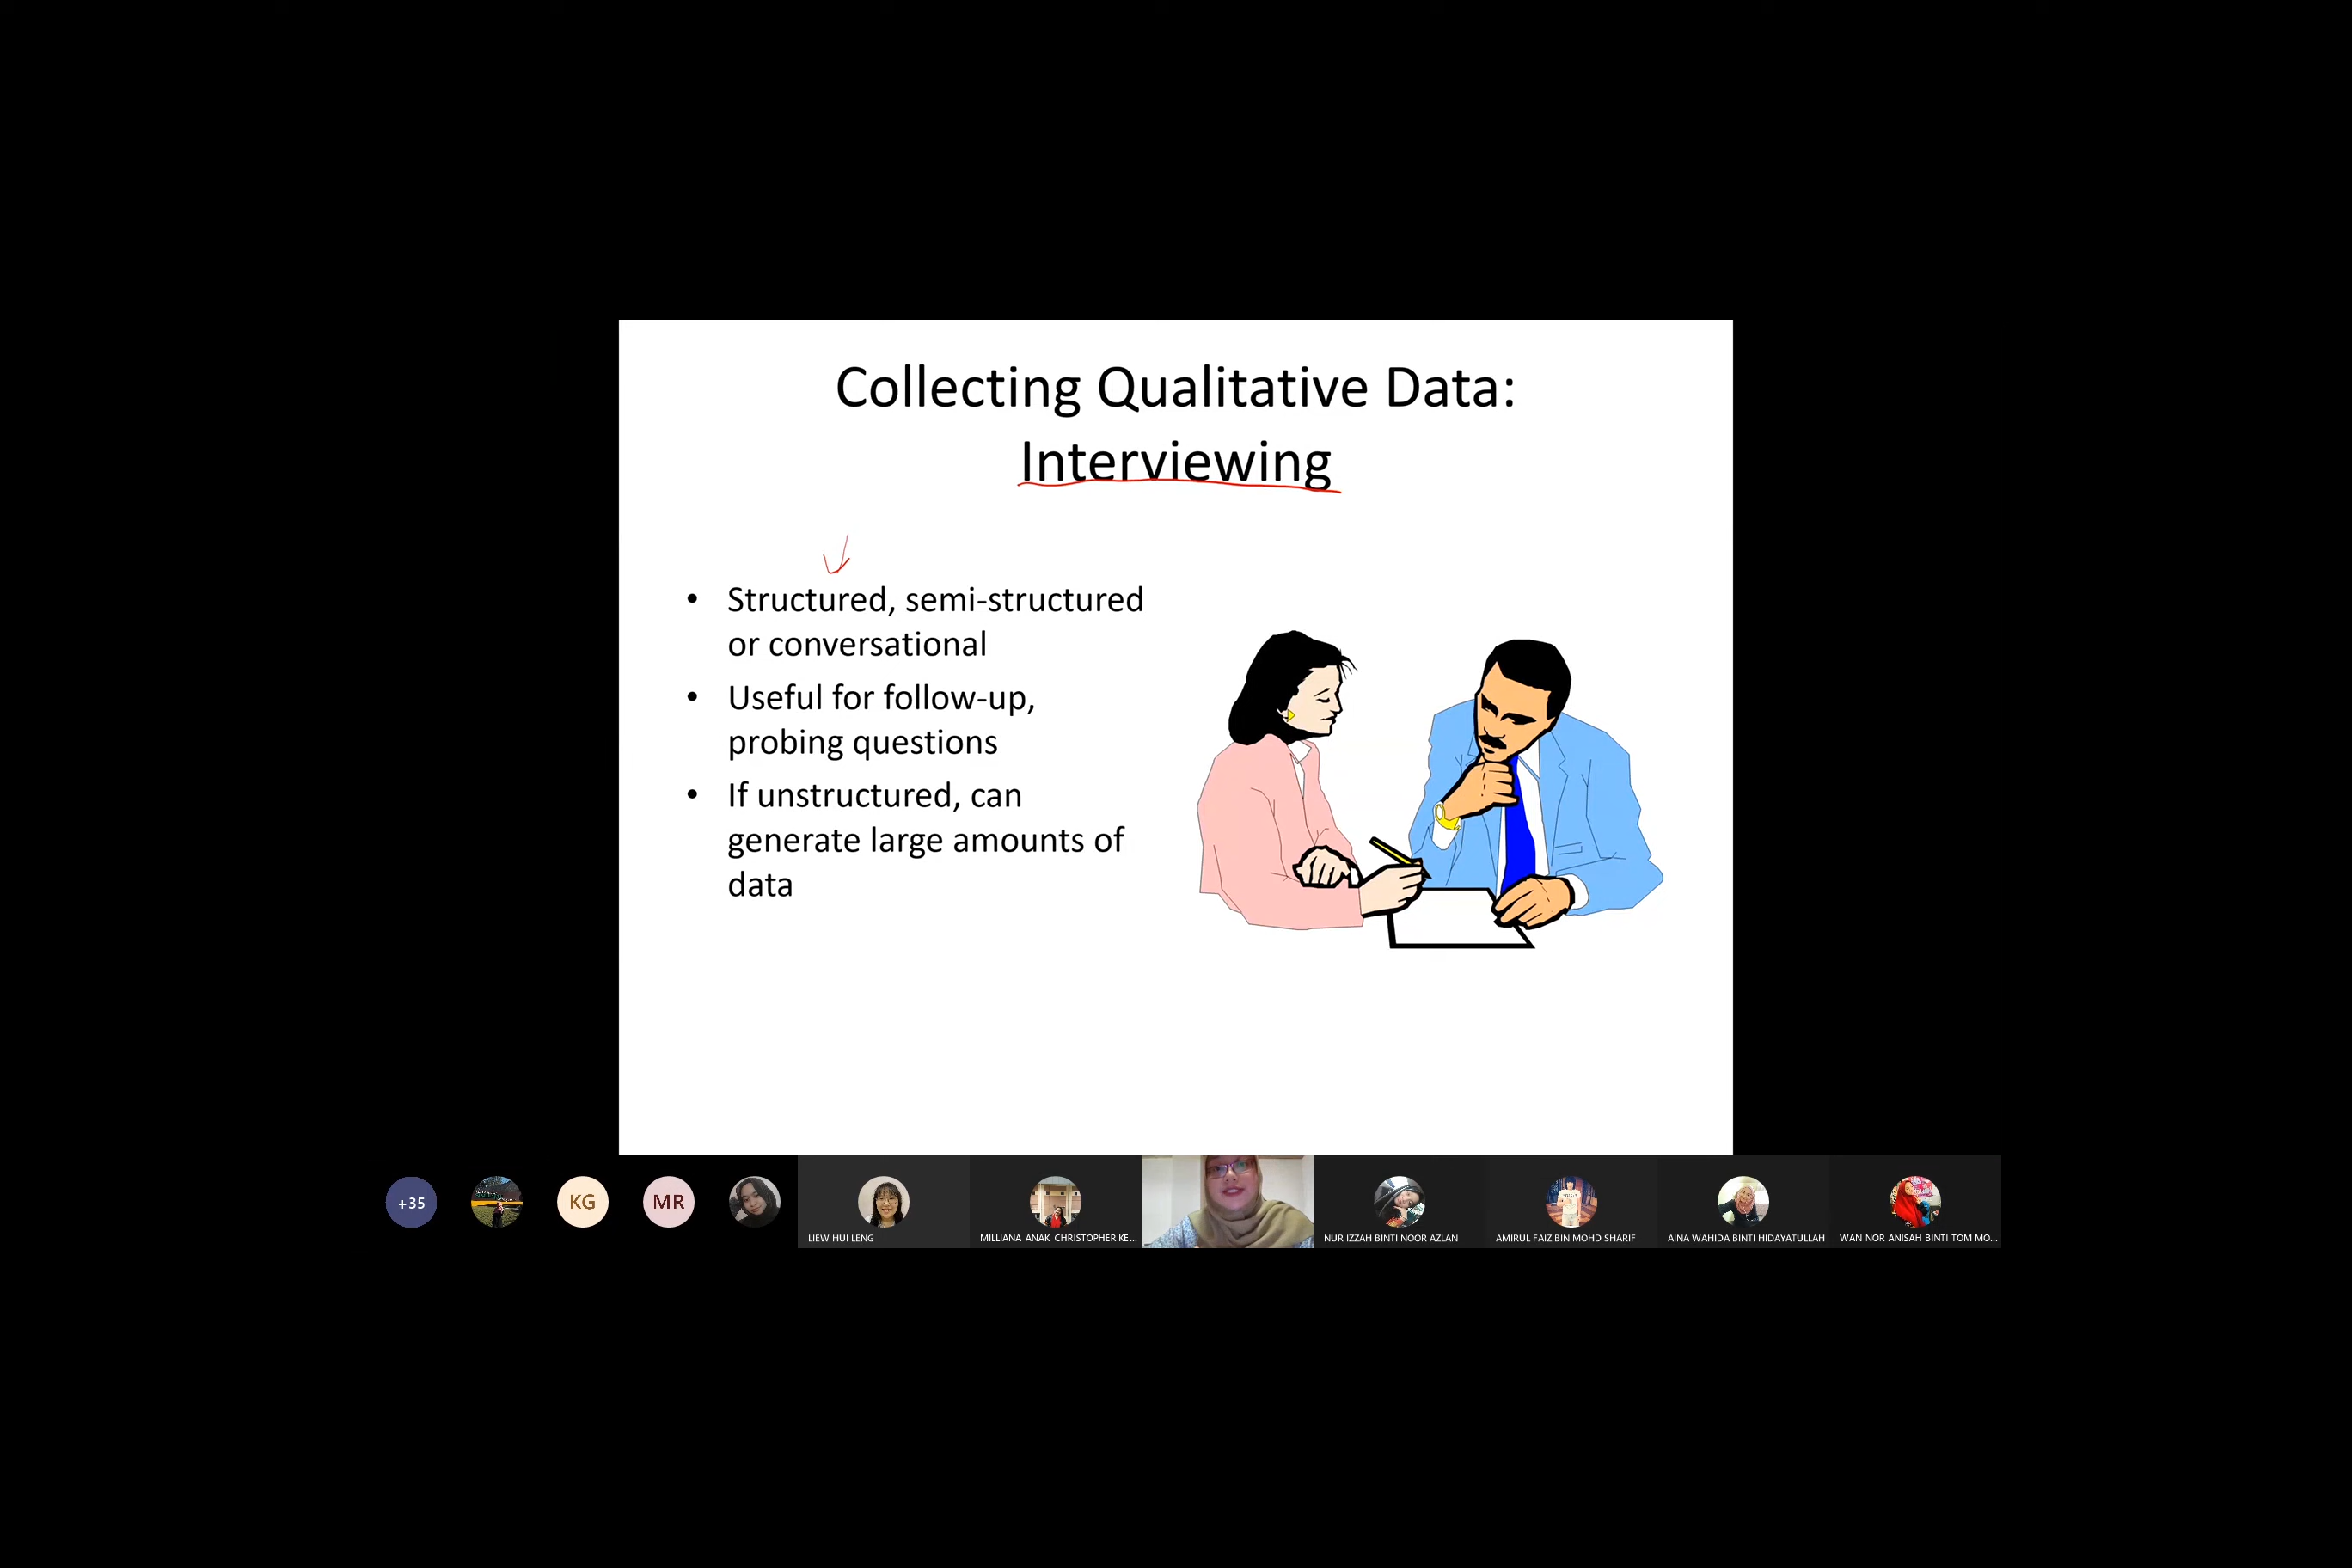 Collecting Qualitative Data:
Interviewing
• Structured, semi-structured
or conversational
• Useful for follow-up,
probing questions
• If unstructured, can
generate large amounts of
data
+35
KG
MR
LIEW HUI LENG
MILLIANA ANAK CHRISTOPHER KE...
NUR IZZAH BINTI NOOR AZLAN
AMIRUL FAIZ BIN MOHD SHARIF
AINA WAHIDA BINTI HIDAYATULLAH
WAN NOR ANISAH BINTI TOM MO...